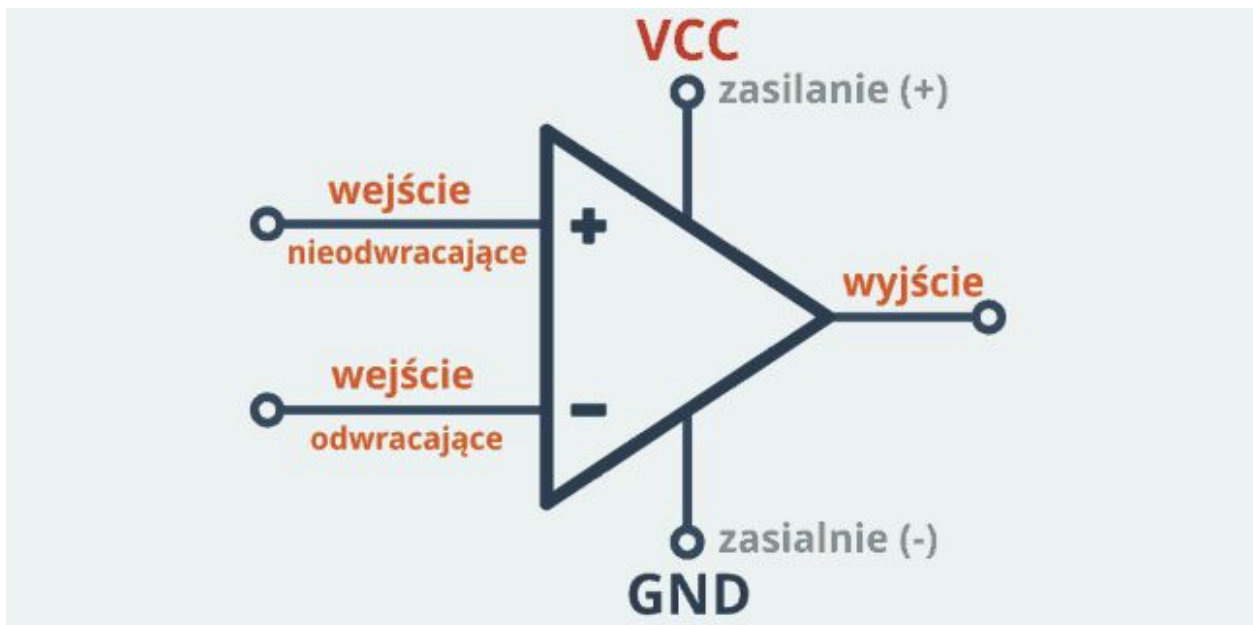 VCC
zasilanie (+)
wejście
+
nieodwracające
wyjście
wejście
-
odwracające
zasialnie (-)
GND